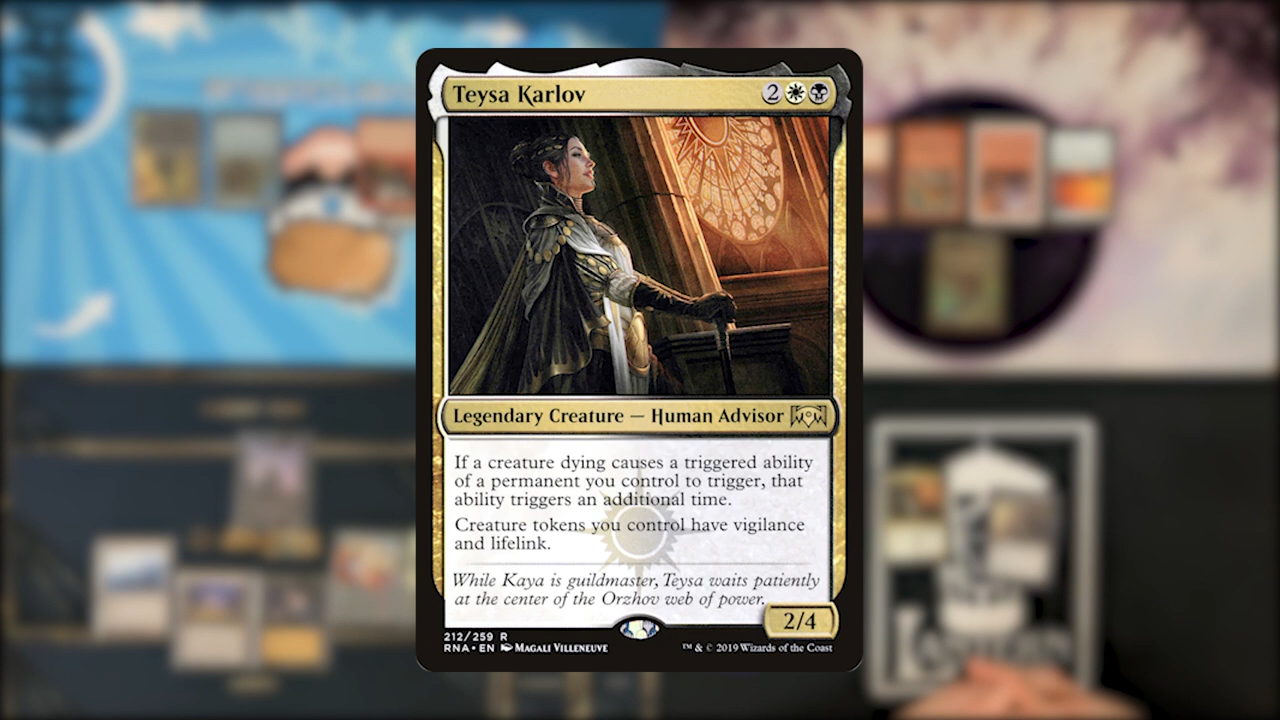 Teysa Karlov 2
Legendary Creature — Human Advisor
If a creature dying causes a triggered ability
of a permanent you control to trigger, that
ability triggers an additional time.
Creature tokens you control have vigilance
and lifelink.
While Kaya is guildmaster, Teysa waits patiently
at the center of the Orzhov web of power.
2/4
212/259 R
RNA • EN MAGALI VILLENEUVE
™ & © 2019 Wizards of the Coast